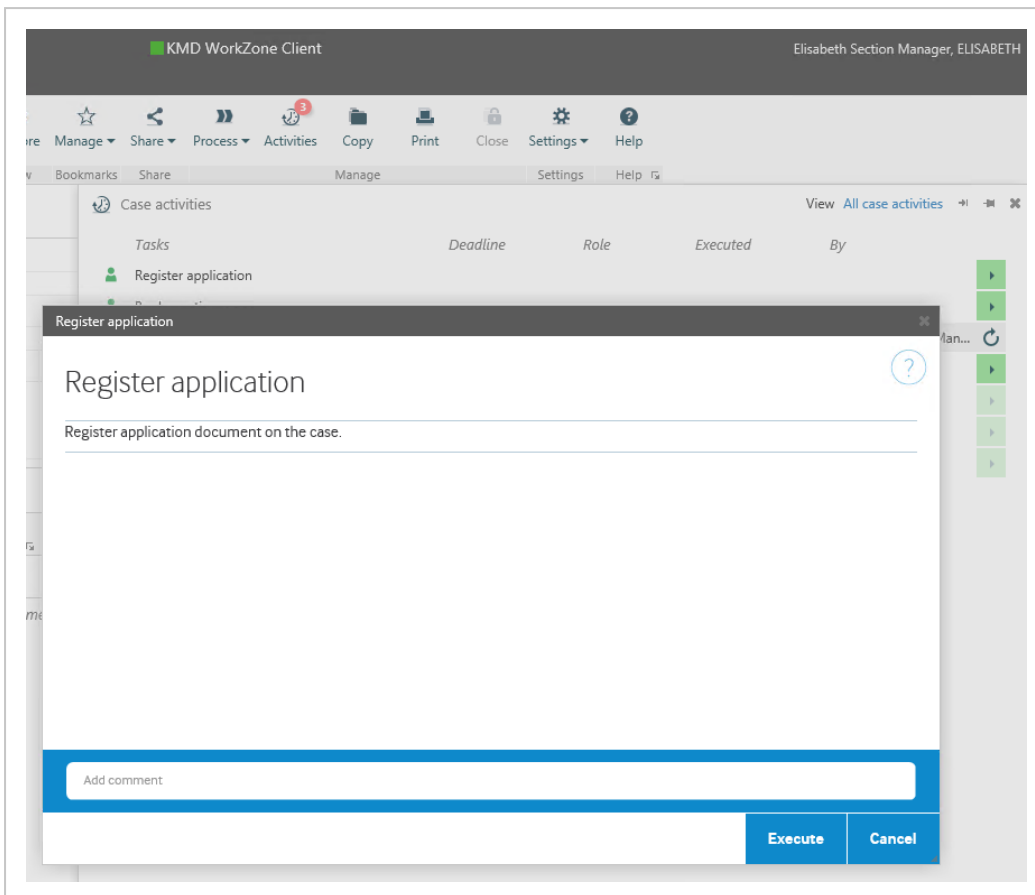 KMD WorkZone Client
Elisabeth Section Manager, ELISABETH
3
Manage Share Process Activities Copy Print Close Settings Help
Bookmarks Share Manage Settings Help
Case activities View All case activities
Tasks Deadline Role Executed By
Register application
Register application
Register application
?
Register application document on the case.
Add comment
Execute Cancel